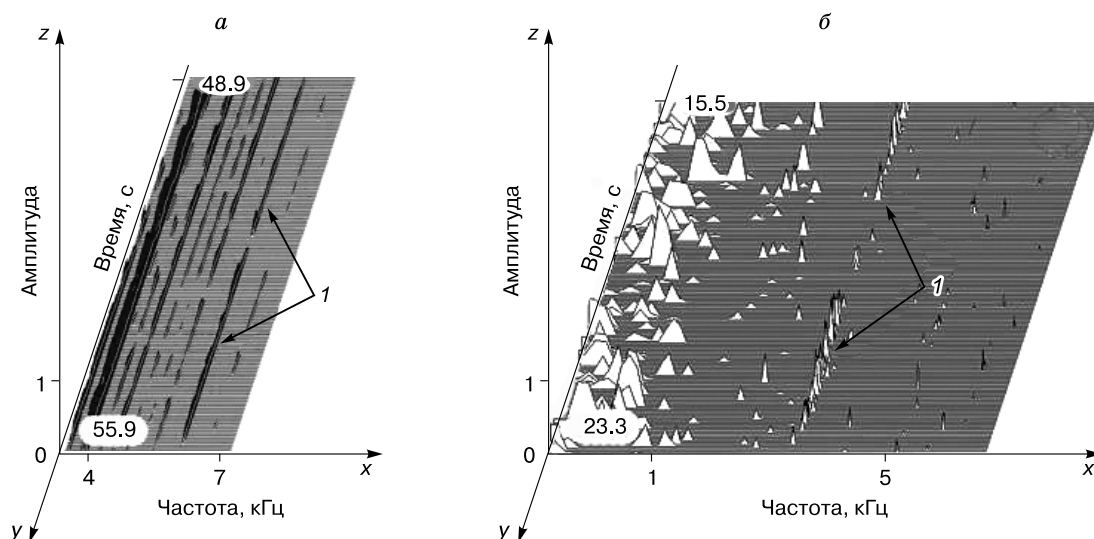 а
z
48.9
Время, с
Амплитуда
1
1
55.9
0
4
7
x
Частота, кГц
y
б
z
15.5
Время, с
Амплитуда
1
1
23.3
0
1
5
x
Частота, кГц
y